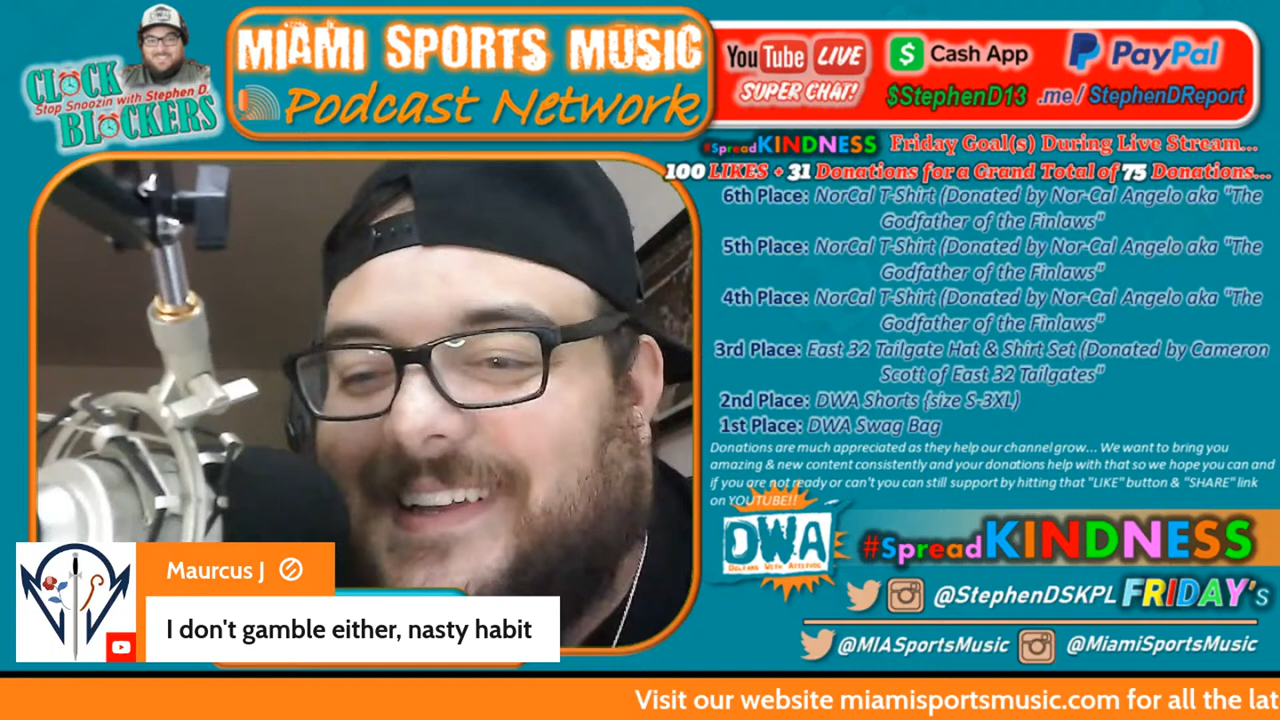 CLOCK
Stop Snoozin with Stephen D.
BLOCKERS
DWA
MIAMI SPORTS MUSIC
Podcast Network
YouTube LIVE
SUPER CHAT!
$ Cash App
$StephenD13
PayPal
.me/StephenDReport
#SpreadKINDNESS Friday Goal(s) During Live Stream...
100 LIKES + 31 Donations for a Grand Total of 75 Donations...
6th Place: NorCal T-Shirt (Donated by Nor-Cal Angelo aka "The
Godfather of the Finlaws"
5th Place: NorCal T-Shirt (Donated by Nor-Cal Angelo aka "The
Godfather of the Finlaws"
4th Place: NorCal T-Shirt (Donated by Nor-Cal Angelo aka "The
Godfather of the Finlaws"
3rd Place: East 32 Tailgate Hat & Shirt Set (Donated by Cameron
Scott of East 32 Tailgates"
2nd Place: DWA Shorts (size S-3XL)
1st Place: DWA Swag Bag
Donations are much appreciated as they help our channel grow... We want to bring you
amazing & new content consistently and your donations help with that so we hope you can and
if you are not ready or can't you can still support by hitting that "LIKE" button & "SHARE" link
on YOUTUBE!!
DWA
DOLFANS WITH ATTITUDE
#SpreadKINDNESS
@StephenDSKPL FRIDAY's
@MIASportsMusic @MiamiSportsMusic
Maurcus J
I don't gamble either, nasty habit
Visit our website miamisportsmusic.com for all the lat